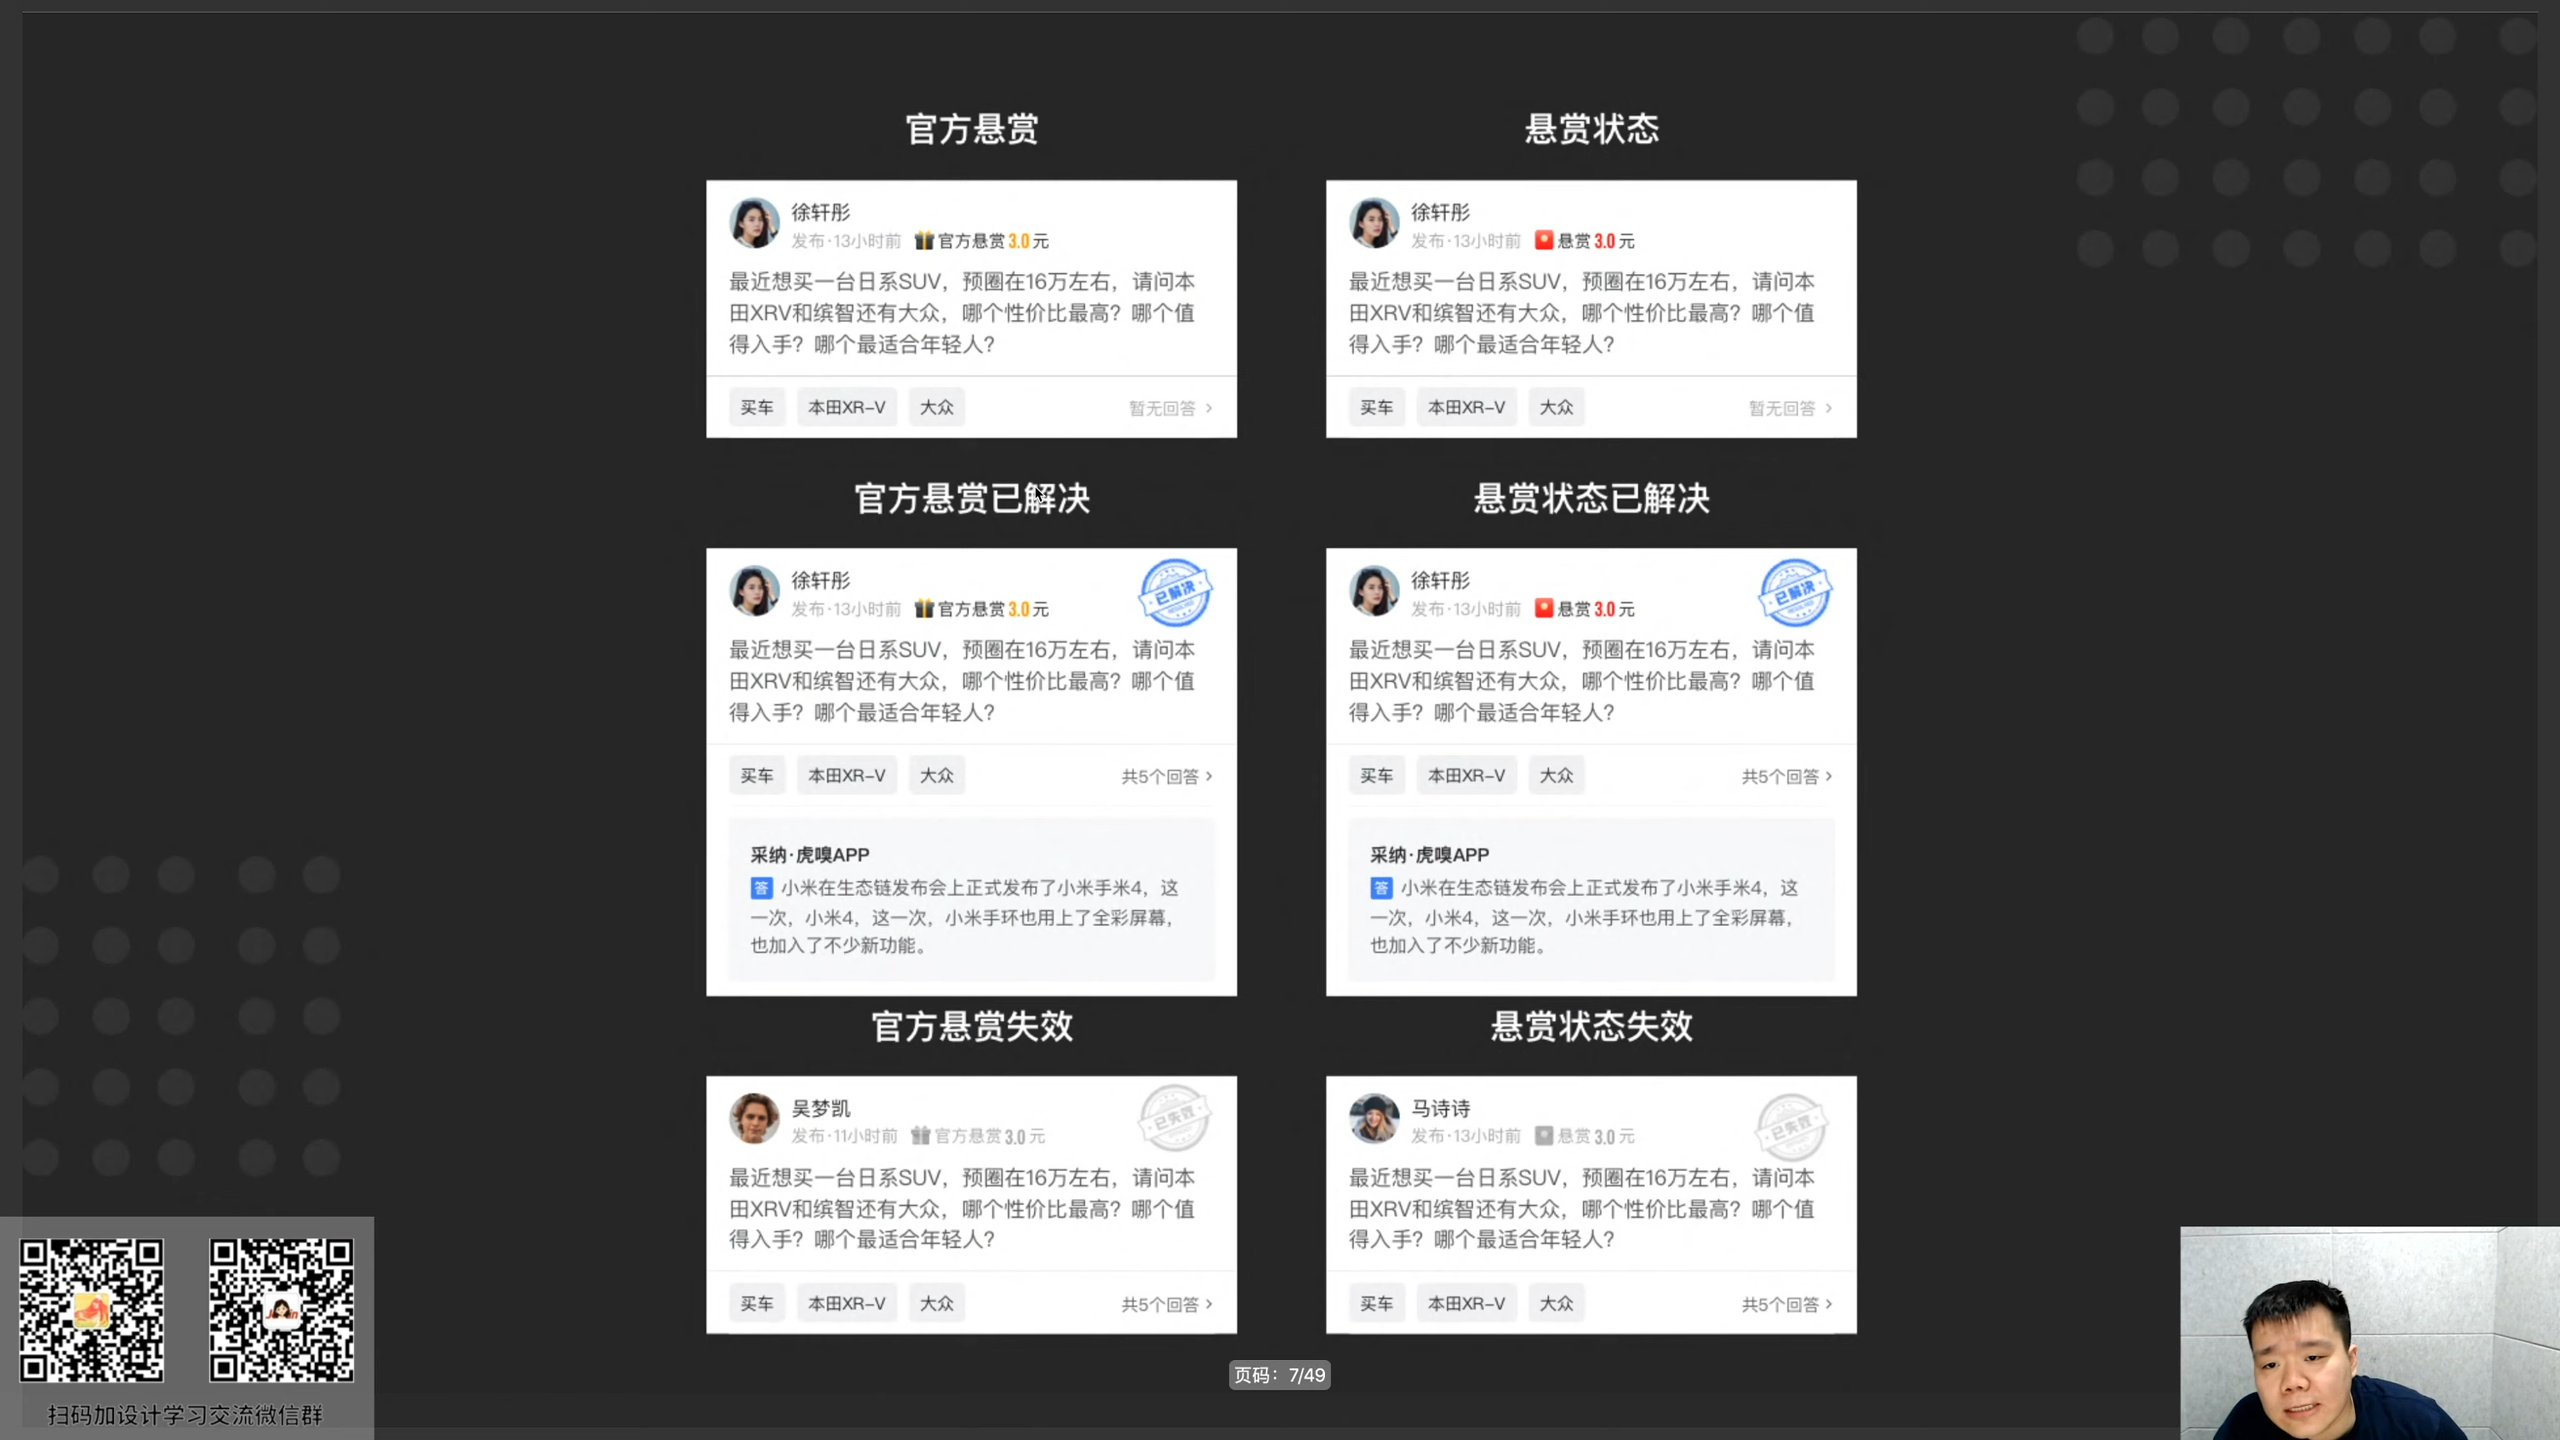 官方悬赏
徐轩彤
发布·13小时前 官方悬赏 3.0 元
最近想买一台日系SUV，预圈在16万左右，请问本
田XRV和缤智还有大众，哪个性价比最高？哪个值
得入手？哪个最适合年轻人？
买车 本田XR-V 大众 暂无回答 >
悬赏状态
徐轩彤
发布·13小时前 悬赏 3.0 元
最近想买一台日系SUV，预圈在16万左右，请问本
田XRV和缤智还有大众，哪个性价比最高？哪个值
得入手？哪个最适合年轻人？
买车 本田XR-V 大众 暂无回答 >
官方悬赏已解决
徐轩彤
发布·13小时前 官方悬赏 3.0 元
已解决
最近想买一台日系SUV，预圈在16万左右，请问本
田XRV和缤智还有大众，哪个性价比最高？哪个值
得入手？哪个最适合年轻人？
买车 本田XR-V 大众 共5个回答 >
采纳·虎嗅APP
答 小米在生态链发布会上正式发布了小米手米4，这
一次，小米4，这一次，小米手环也用上了全彩屏幕，
也加入了不少新功能。
悬赏状态已解决
徐轩彤
发布·13小时前 悬赏 3.0 元
已解决
最近想买一台日系SUV，预圈在16万左右，请问本
田XRV和缤智还有大众，哪个性价比最高？哪个值
得入手？哪个最适合年轻人？
买车 本田XR-V 大众 共5个回答 >
采纳·虎嗅APP
答 小米在生态链发布会上正式发布了小米手米4，这
一次，小米4，这一次，小米手环也用上了全彩屏幕，
也加入了不少新功能。
官方悬赏失效
吴梦凯
发布·11小时前 官方悬赏 3.0 元
已失效
最近想买一台日系SUV，预圈在16万左右，请问本
田XRV和缤智还有大众，哪个性价比最高？哪个值
得入手？哪个最适合年轻人？
买车 本田XR-V 大众 共5个回答 >
悬赏状态失效
马诗诗
发布·13小时前 悬赏 3.0 元
已失效
最近想买一台日系SUV，预圈在16万左右，请问本
田XRV和缤智还有大众，哪个性价比最高？哪个值
得入手？哪个最适合年轻人？
买车 本田XR-V 大众 共5个回答 >
页码：7/49
扫码加设计学习交流微信群